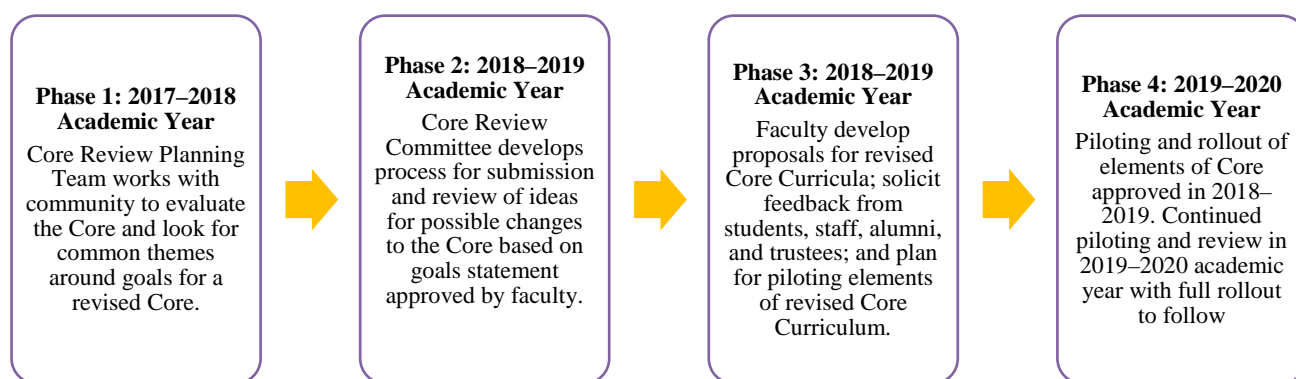 Phase 1: 2017–2018
Academic Year
Core Review Planning
Team works with
community to evaluate
the Core and look for
common themes
around goals for a
revised Core.
Phase 2: 2018–2019
Academic Year
Core Review
Committee develops
process for submission
and review of ideas
for possible changes
to the Core based on
goals statement
approved by faculty.
Phase 3: 2018–2019
Academic Year
Faculty develop
proposals for revised
Core Curricula; solicit
feedback from
students, staff, alumni,
and trustees; and plan
for piloting elements
of revised Core
Curriculum.
Phase 4: 2019–2020
Academic Year
Piloting and rollout of
elements of Core
approved in 2018–
2019. Continued
piloting and review in
2019–2020 academic
year with full rollout
to follow